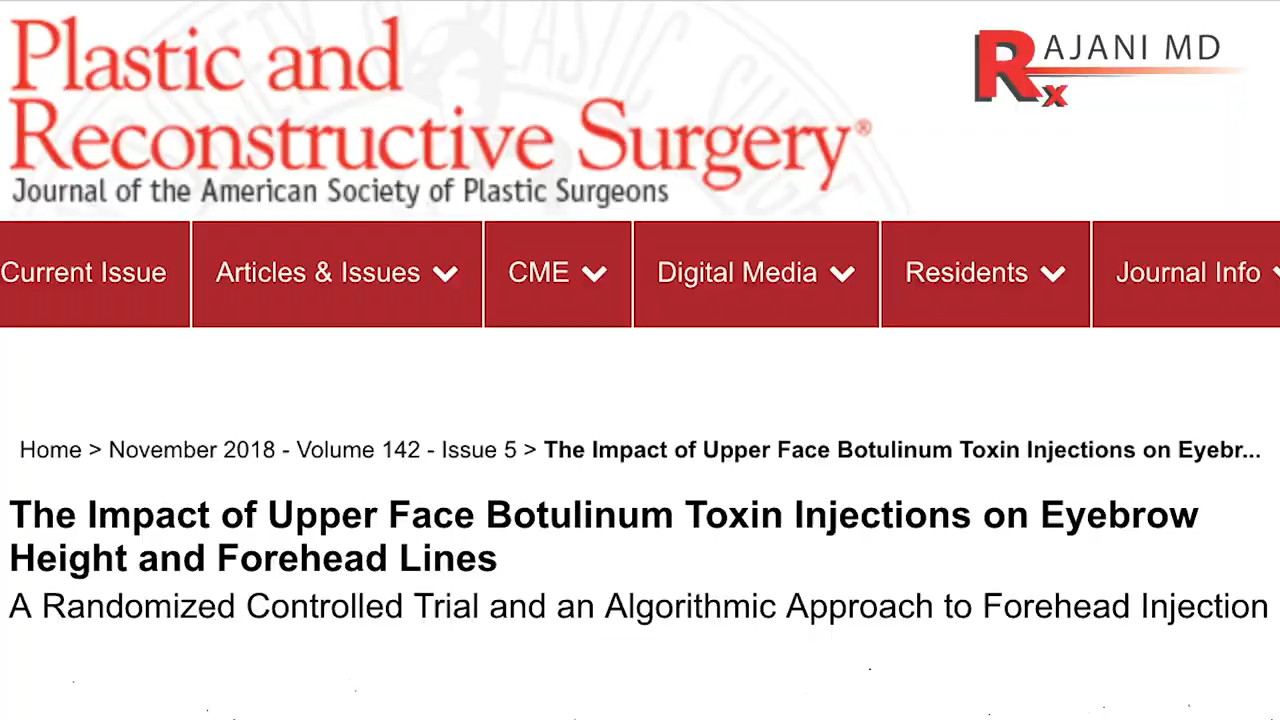 Plastic and
Reconstructive Surgery®
Journal of the American Society of Plastic Surgeons
RAJANI MD
Rx
Current Issue
Articles & Issues
CME
Digital Media
Residents
Journal Info
Home > November 2018 - Volume 142 - Issue 5 > The Impact of Upper Face Botulinum Toxin Injections on Eyebr...
The Impact of Upper Face Botulinum Toxin Injections on Eyebrow
Height and Forehead Lines
A Randomized Controlled Trial and an Algorithmic Approach to Forehead Injection